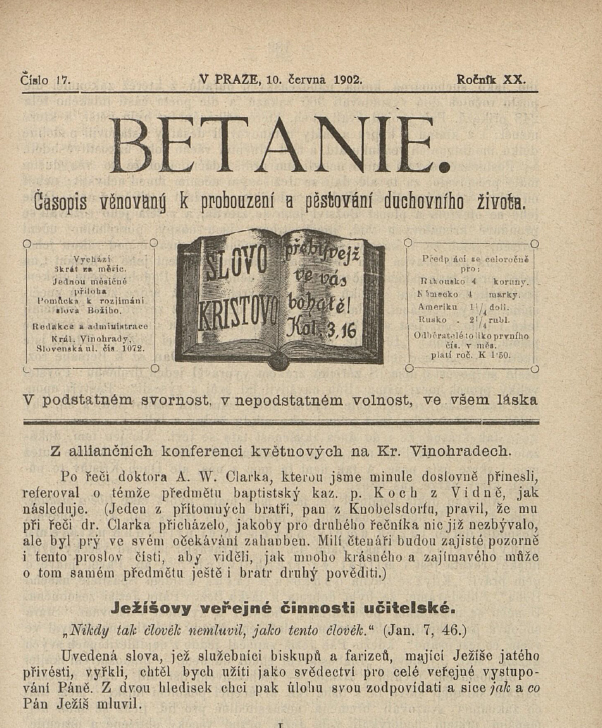 Číslo 17.
V PRAZE, 10. června 1902.
Ročník XX.
BETANIE.
Časopis věnovaný k probouzení a pěstování duchovního života.
Vychází
2krát za měsíc.
Jednou měsíčně
příloha
Pomůcka k rozjímání
slova Božího.
Redakce a administrace
Král. Vinohrady,
Slovenská ul. čís. 1072.
SLOVO
KRISTOVO
přebývejž
ve vás
bohatě!
Kol. 3,16
Předplácí se celoročně
pro:
Rakousko 4 koruny.
Německo 4 marky.
Ameriku 1 1/4 doll.
Rusko . 2 1/4 rubl.
Odběratelé toliko prvního
čís. v měs.
platí roč. K 1·50.
V podstatném svornost, v nepodstatném volnost, ve všem láska
Z alliančních konferencí květnových na Kr. Vinohradech.
Po řeči doktora A. W. Clarka, kterou jsme minule doslovně přinesli,
referoval o témže předmětu baptistský kaz. p. Koch z Vídně, jak
následuje. (Jeden z přítomných bratří, pan z Knobelsdorfu, pravil, že mu
při řeči dr. Clarka přicházelo, jakoby pro druhého řečníka nic již nezbývalo,
ale byl prý ve svém očekávání zahanben. Milí čtenáři budou zajisté pozorně
i tento proslov čísti, aby viděli, jak mnoho krásného a zajímavého může
o tom samém předmětu ještě i bratr druhý pověditi.)
Ježíšovy veřejné činnosti učitelské.
„Nikdy tak člověk nemluvil, jako tento člověk.“ (Jan. 7, 46.)
Uvedená slova, jež služebníci biskupů a farizeů, mající Ježíše jatého
přivésti, vyřkli, chtěl bych užíti jako svědectví pro celé veřejné vystupo-
vání Páně. Z dvou hledisek chci pak úlohu svou zodpovídati a sice jak a co
Pán Ježíš mluvil.
I.